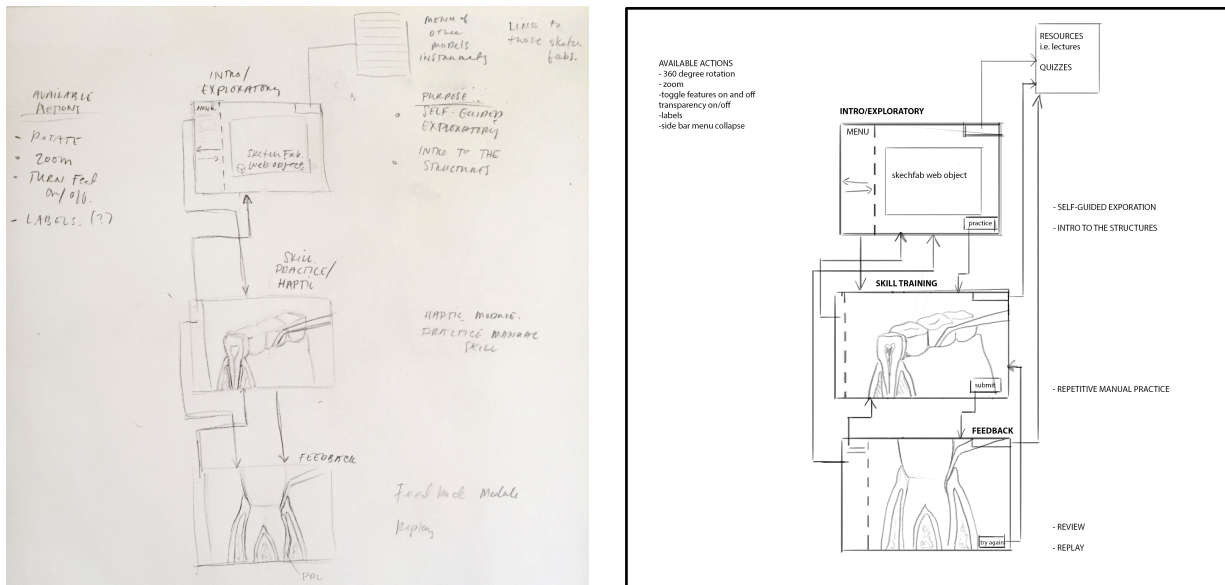 MENU of
other
MODELS
INSTRUMENTS
LINK to
those sketch
fabs.
INTRO/
EXPLORATORY
AVAILABLE
ACTIONS
- ROTATE
- ZOOM
- TURN Feat
on/off.
- LABELS. (??)
MENU
SketchFab
web object
PURPOSE
SELF-GUIDED
EXPLORATORY
INTRO TO THE
STRUCTURES
SKILL
PRACTICE/
HAPTIC
HAPTIC MODULE.
PRACTICE MANUAL
SKILL
FEEDBACK
Feedback Module
Replay
PDL
AVAILABLE ACTIONS
- 360 degree rotation
- zoom
-toggle features on and off
transparency on/off
-labels
-side bar menu collapse
RESOURCES
i.e. lectures
QUIZZES
INTRO/EXPLORATORY
MENU
skechfab web object
practice
- SELF-GUIDED EXPORATION
- INTRO TO THE STRUCTURES
SKILL TRAINING
submit
- REPETITIVE MANUAL PRACTICE
FEEDBACK
try again
- REVIEW
- REPLAY